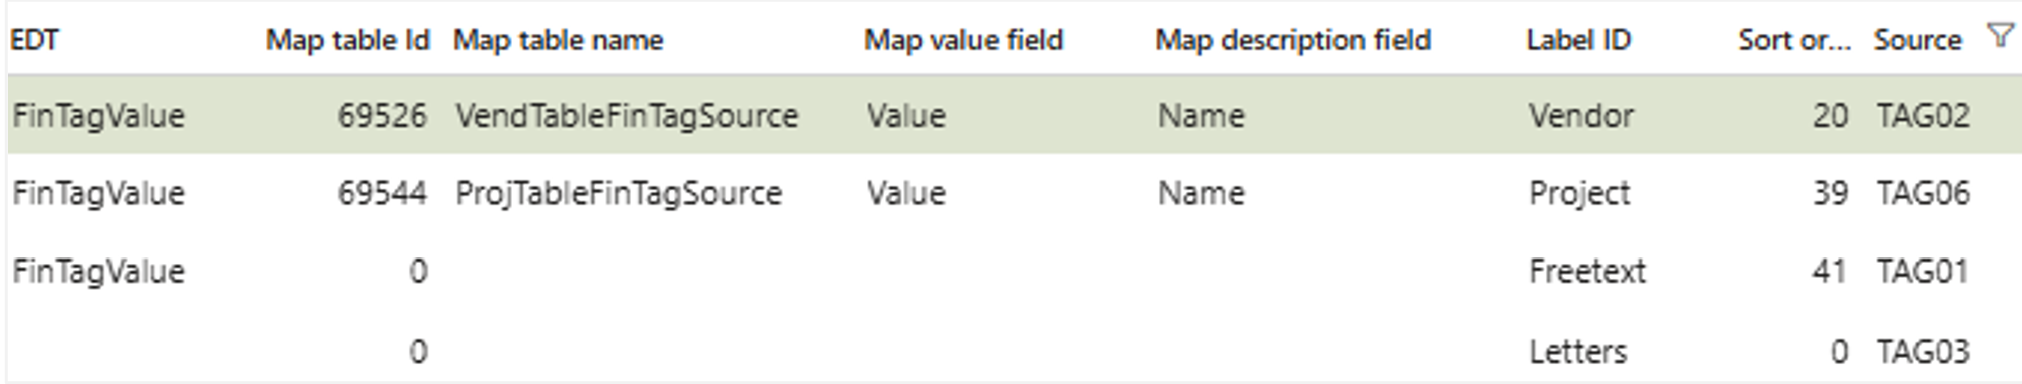 EDT Map table Id Map table name Map value field Map description field Label ID Sort or... Source
FinTagValue 69526 VendTableFinTagSource Value Name Vendor 20 TAG02
FinTagValue 69544 ProjTableFinTagSource Value Name Project 39 TAG06
FinTagValue 0 Freetext 41 TAG01
0 Letters 0 TAG03